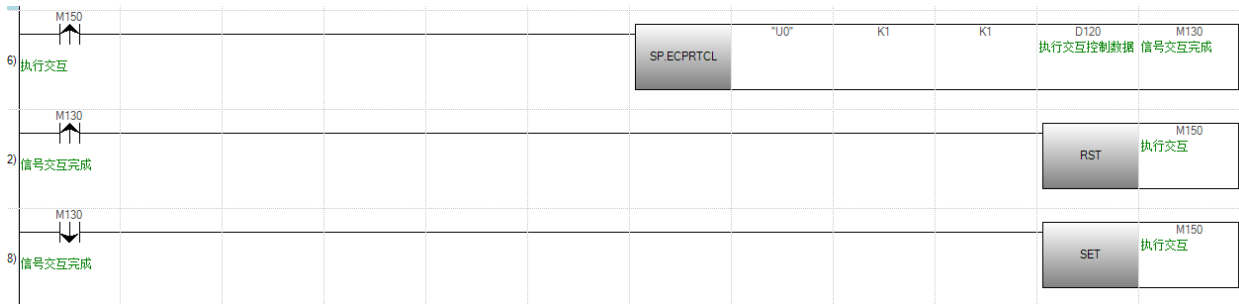 M150
6) 执行交互
SP.ECPRTCL "U0" K1 K1 D120 M130
执行交互控制数据 信号交互完成
M130
2) 信号交互完成
RST M150
执行交互
M130
8) 信号交互完成
SET M150
执行交互